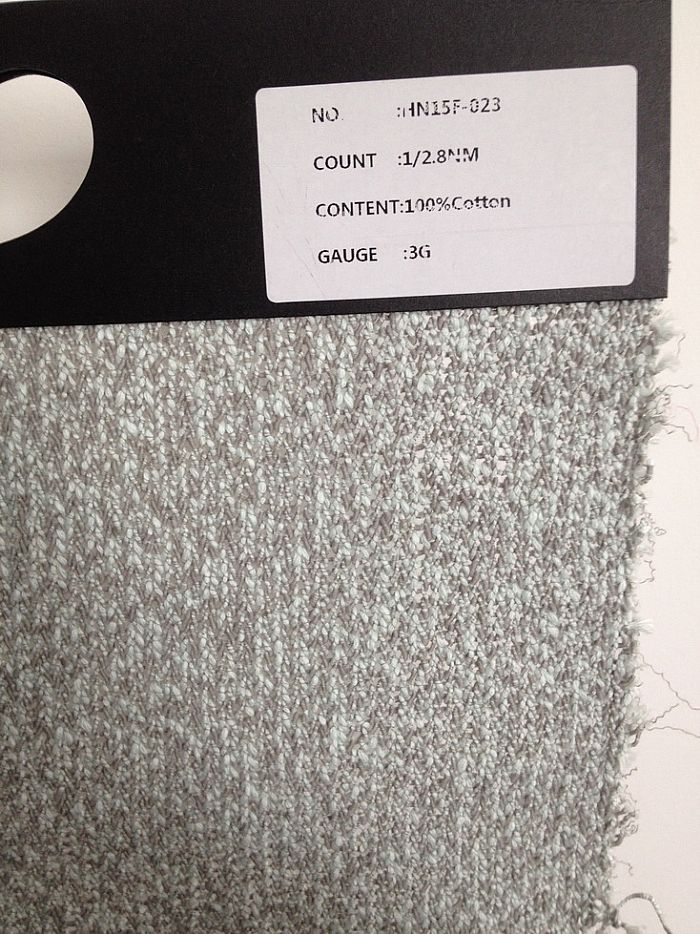 NO. :HN15F-023
COUNT :1/2.8NM
CONTENT:100%Cotton
GAUGE :3G